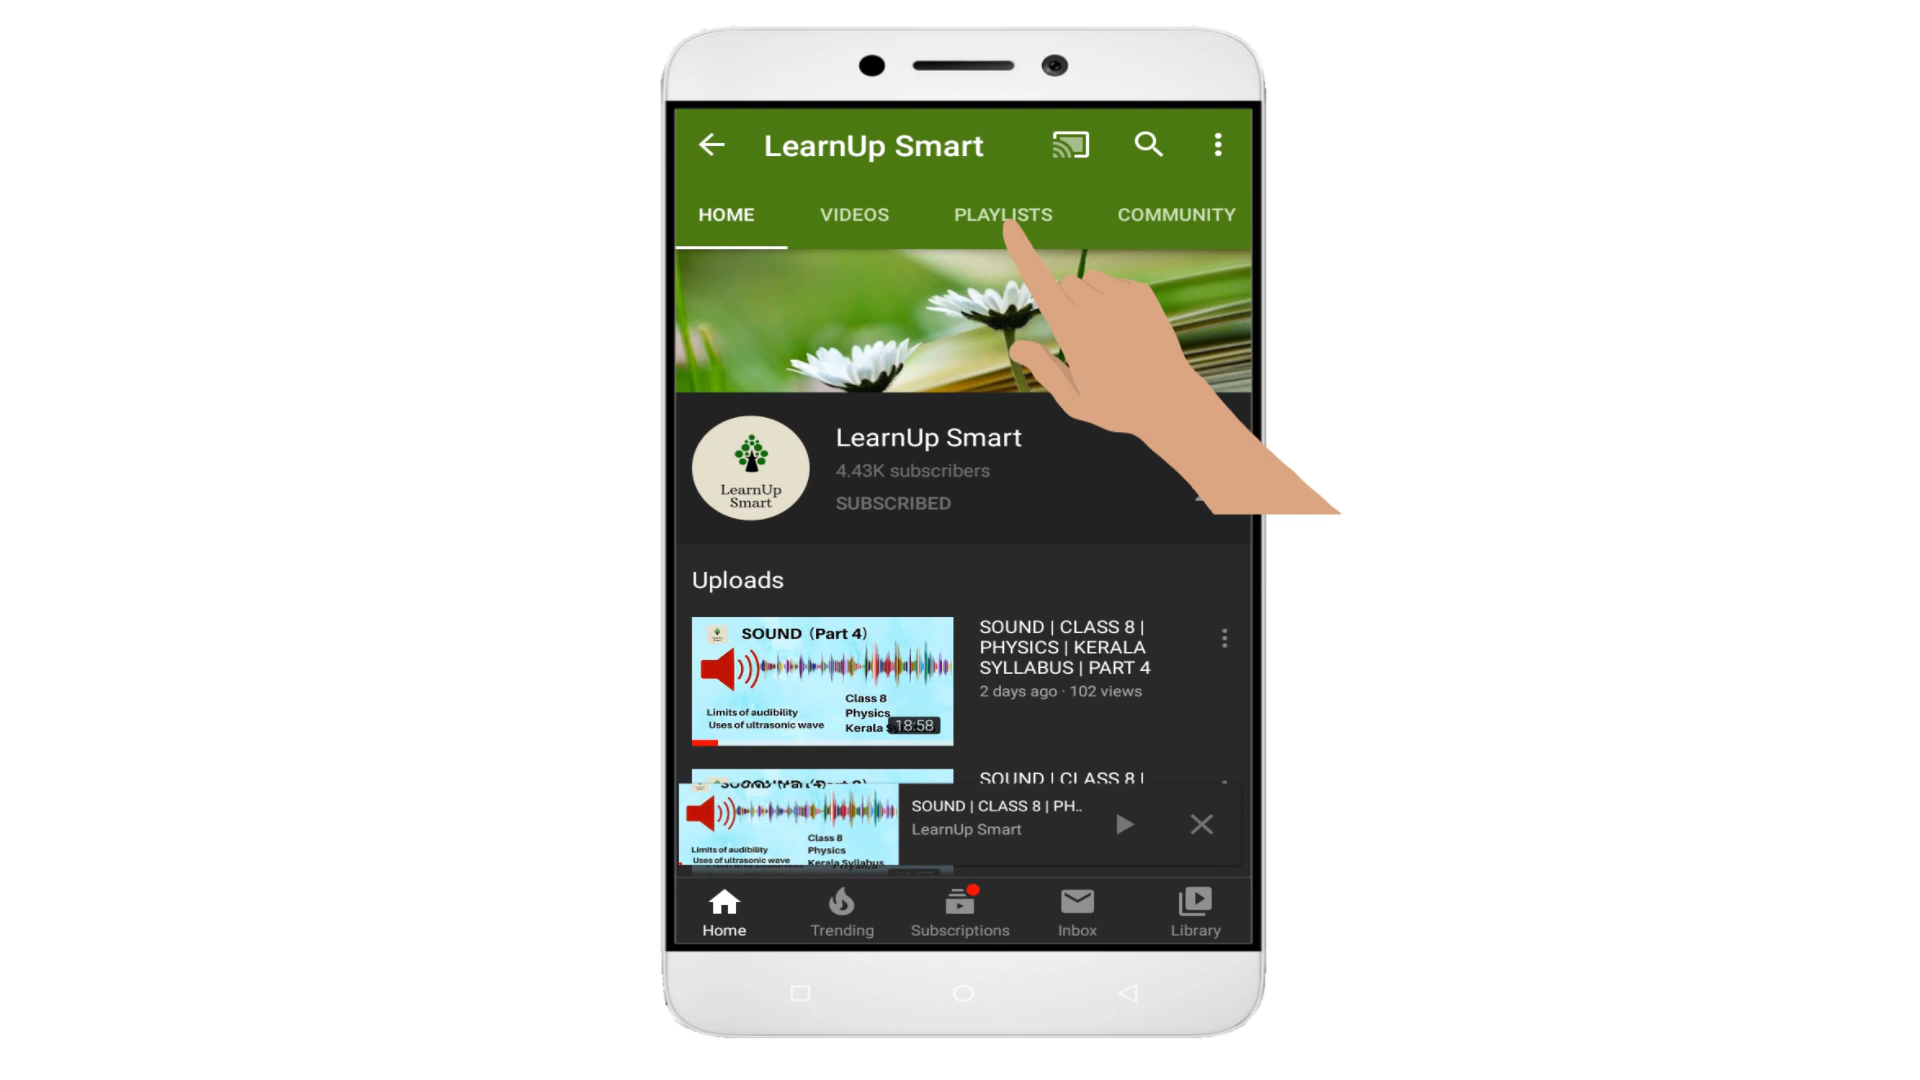 LearnUp Smart
HOME VIDEOS PLAYLISTS COMMUNITY
LearnUp Smart
4.43K subscribers
SUBSCRIBED
LearnUp
Smart
Uploads
SOUND (Part 4)
Limits of audibility
Uses of ultrasonic wave
Class 8
Physics
Kerala
18:58
SOUND | CLASS 8 |
PHYSICS | KERALA
SYLLABUS | PART 4
2 days ago · 102 views
SOUND | CLASS 8 |
Class 8
Physics
Kerala Syllabus
Limits of audibility
Uses of ultrasonic wave
SOUND | CLASS 8 | PH..
LearnUp Smart
Home Trending Subscriptions Inbox Library